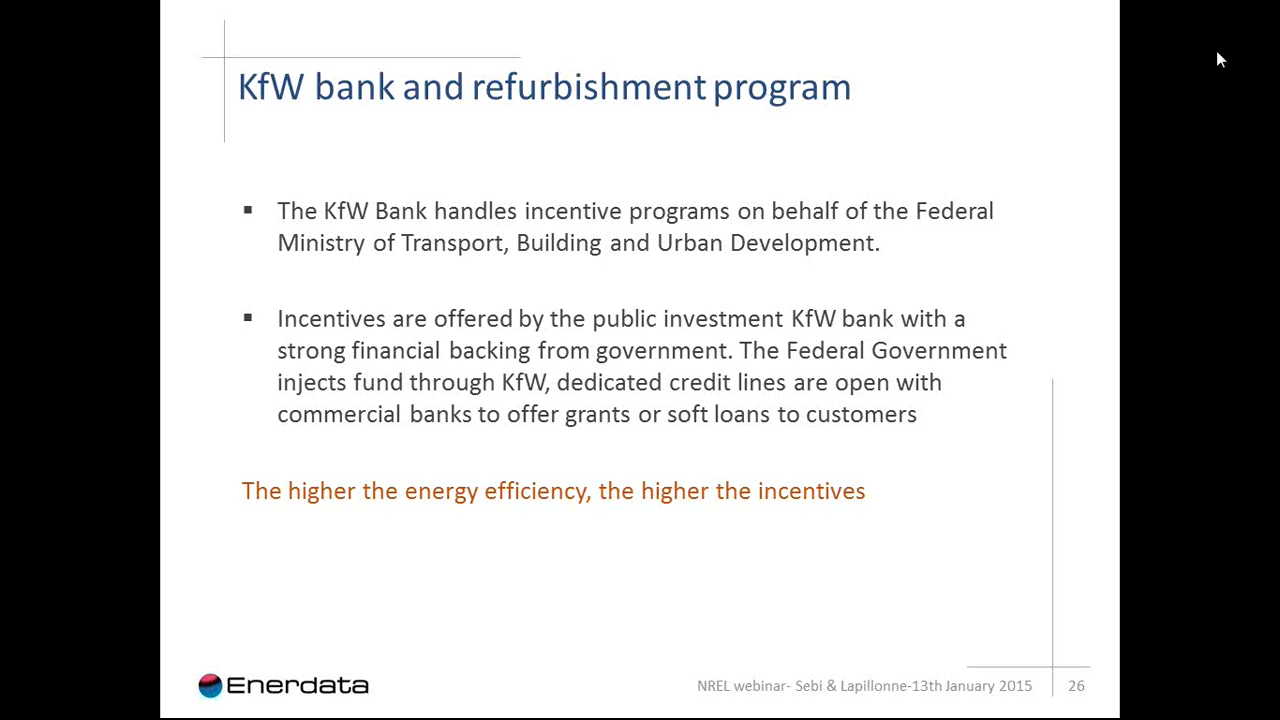 KfW bank and refurbishment program
▪ The KfW Bank handles incentive programs on behalf of the Federal
Ministry of Transport, Building and Urban Development.
▪ Incentives are offered by the public investment KfW bank with a
strong financial backing from government. The Federal Government
injects fund through KfW, dedicated credit lines are open with
commercial banks to offer grants or soft loans to customers
The higher the energy efficiency, the higher the incentives
Enerdata
NREL webinar- Sebi & Lapillonne-13th January 2015
26